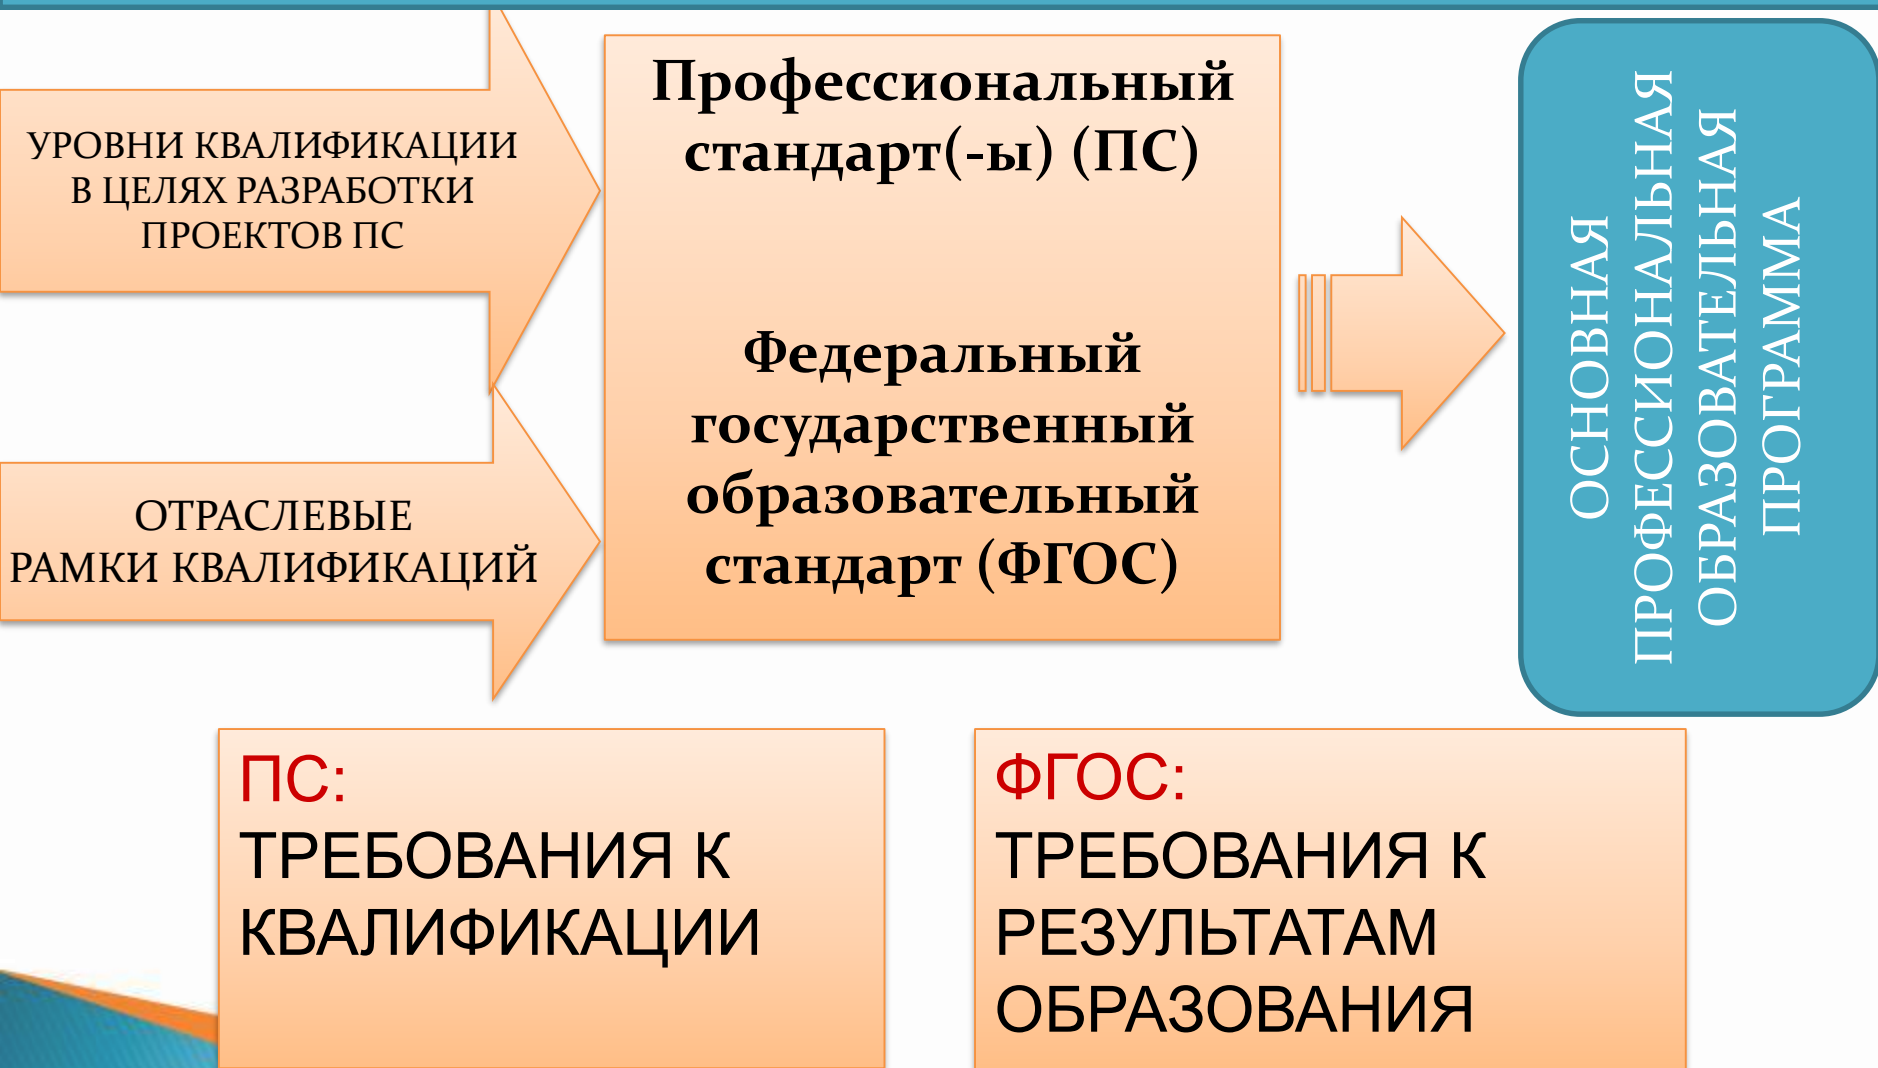 УРОВНИ КВАЛИФИКАЦИИ
В ЦЕЛЯХ РАЗРАБОТКИ
ПРОЕКТОВ ПС
ОТРАСЛЕВЫЕ
РАМКИ КВАЛИФИКАЦИЙ
Профессиональный
стандарт(-ы) (ПС)
Федеральный
государственный
образовательный
стандарт (ФГОС)
ОСНОВНАЯ
ПРОФЕССИОНАЛЬНАЯ
ОБРАЗОВАТЕЛЬНАЯ
ПРОГРАММА
ПС:
ТРЕБОВАНИЯ К
КВАЛИФИКАЦИИ
ФГОС:
ТРЕБОВАНИЯ К
РЕЗУЛЬТАТАМ
ОБРАЗОВАНИЯ